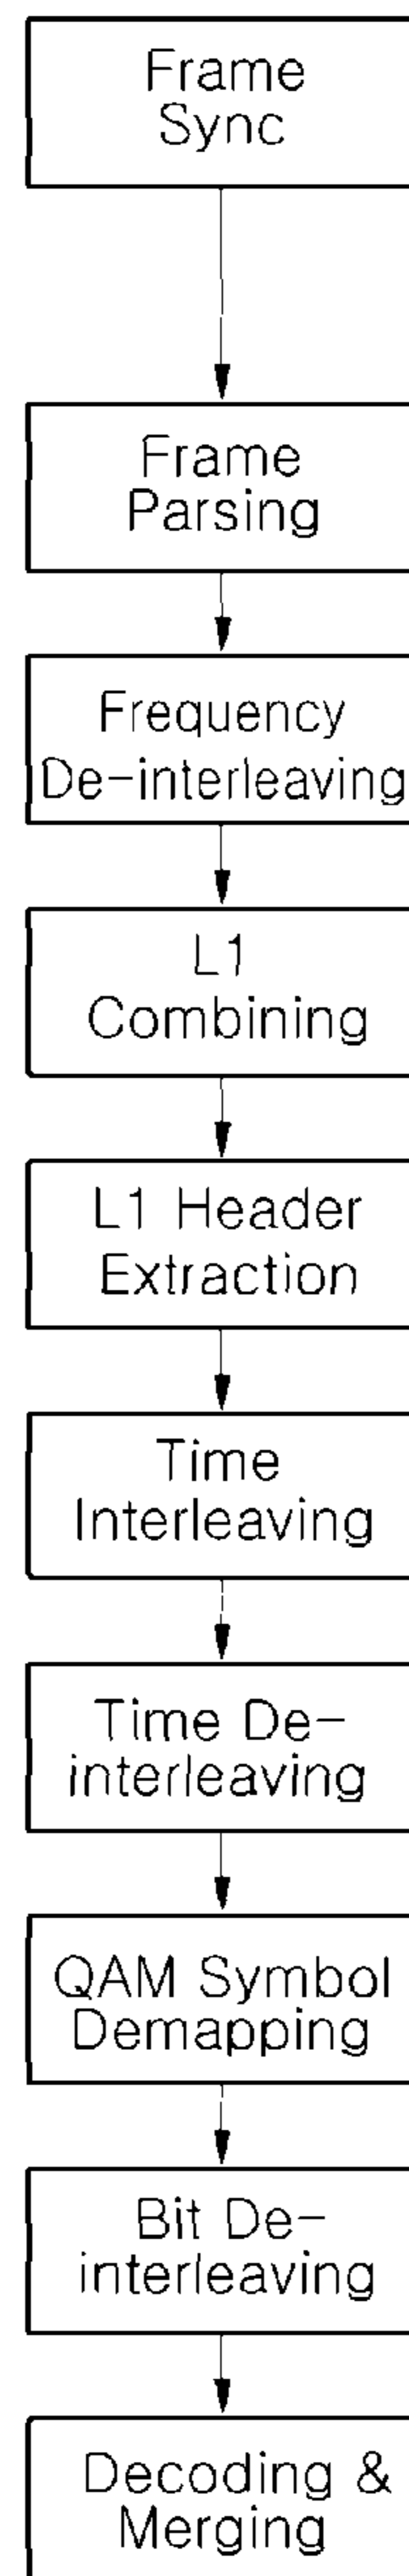 Frame
Sync
Frame
Parsing
Frequency
De-interleaving
L1
Combining
L1 Header
Extraction
Time
Interleaving
Time De-
interleaving
QAM Symbol
Demapping
Bit De-
interleaving
Decoding &
Merging